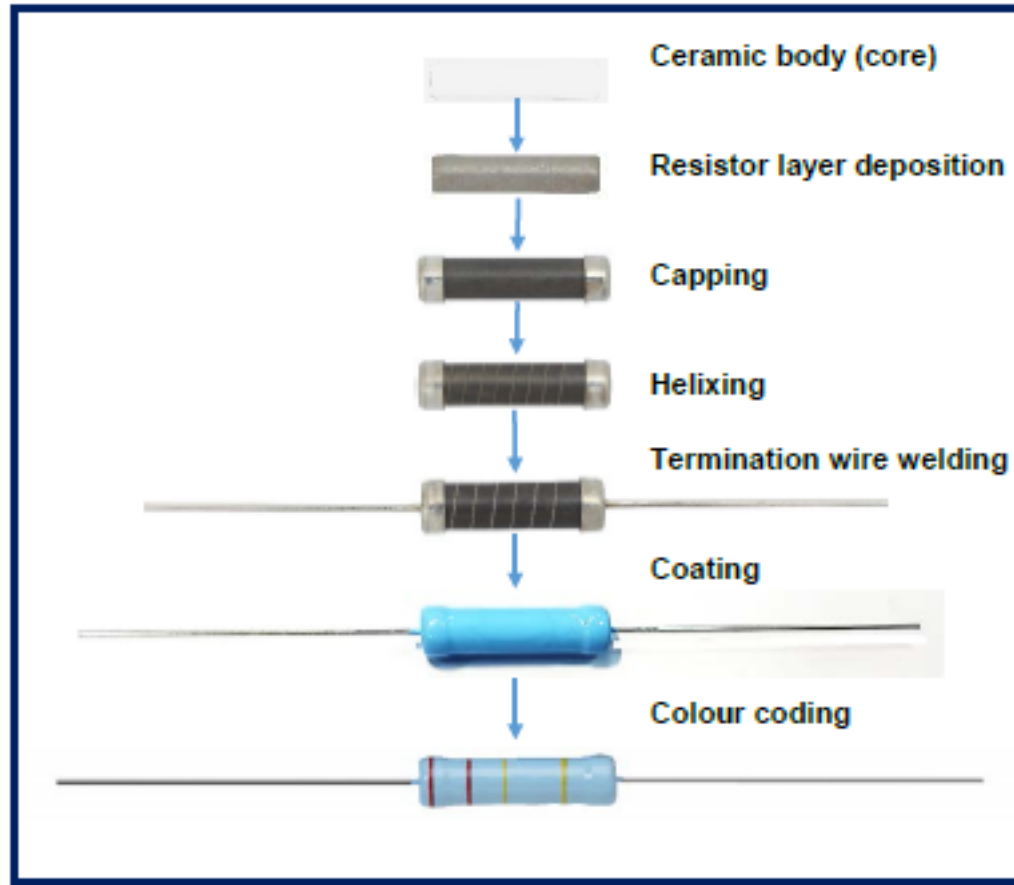 Ceramic body (core)
Resistor layer deposition
Capping
Helixing
Termination wire welding
Coating
Colour coding